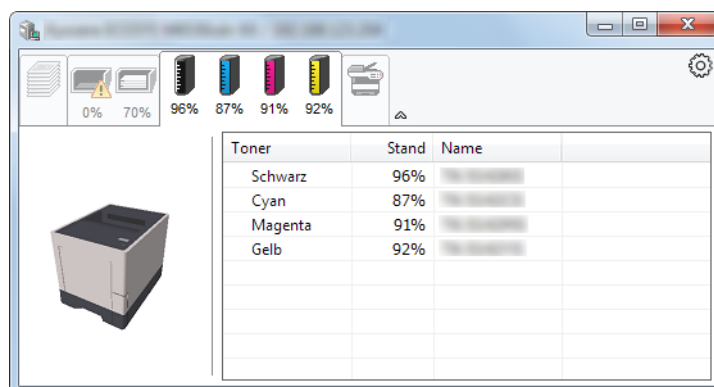 0% 70% 96% 87% 91% 92%
Toner Stand Name
Schwarz 96%
Cyan 87%
Magenta 91%
Gelb 92%